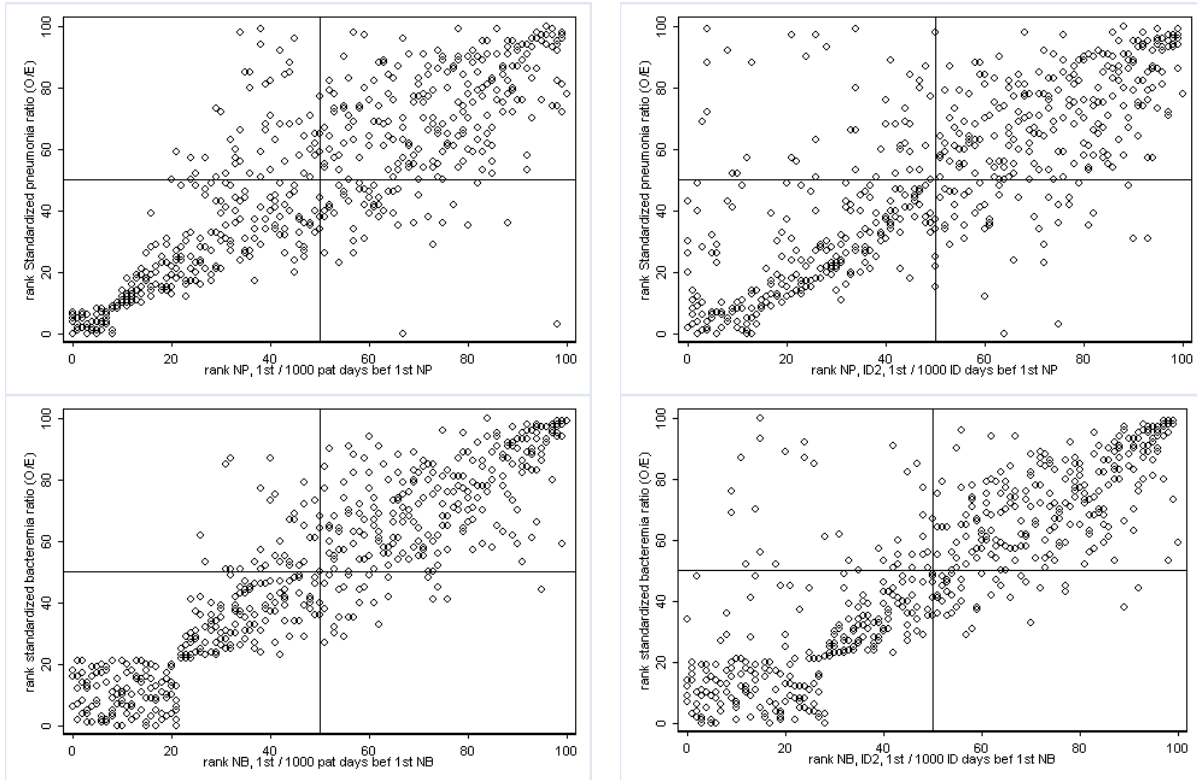 rank Standardized pneumonia ratio (O/E)
0 20 40 60 80 100
0 20 40 60 80 100
rank NP, 1st / 1000 pat days bef 1st NP
rank Standardized pneumonia ratio (O/E)
0 20 40 60 80 100
0 20 40 60 80 100
rank NP, ID2, 1st / 1000 ID days bef 1st NP
rank standardized bacteremia ratio (O/E)
0 20 40 60 80 100
0 20 40 60 80 100
rank NB, 1st / 1000 pat days bef 1st NB
rank standardized bacteremia ratio (O/E)
0 20 40 60 80 100
0 20 40 60 80 100
rank NB, ID2, 1st / 1000 ID days bef 1st NB